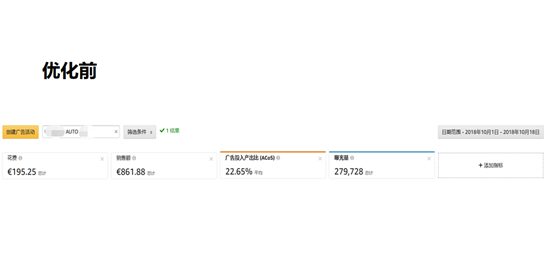 优化前
创建广告活动 AUTO × 筛选条件 ✓ 1 结果 日期范围 - 2018年10月1日 - 2018年10月18日
花费 销售额 广告投入产出比 (ACoS) 曝光量
€195.25 总计 €861.88 总计 22.65% 平均 279,728 总计 + 添加指标